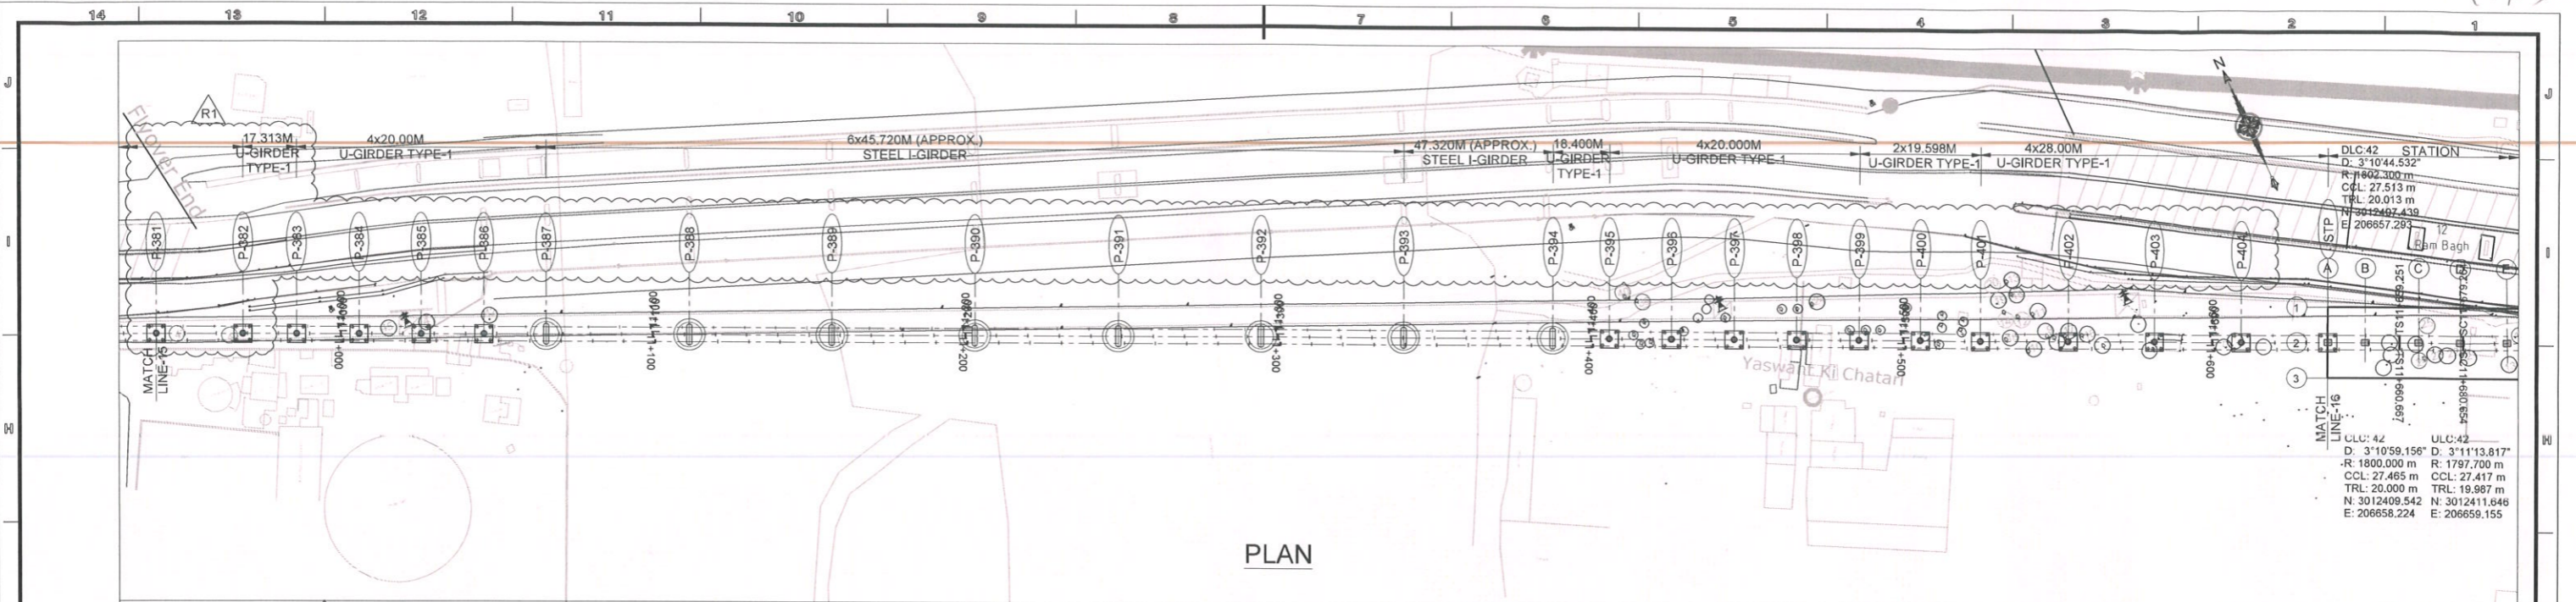 14 13 12 11 10 9 8 7 6 5 4 3 2 1
J
J
R1
Flyover End
17.313M
U-GIRDER
TYPE-1
4x20.00M
U-GIRDER TYPE-1
6x45.720M (APPROX.)
STEEL I-GIRDER
47.320M (APPROX.)
STEEL I-GIRDER
18.400M
U-GIRDER
TYPE-1
4x20.000M
U-GIRDER TYPE-1
2x19.598M
U-GIRDER TYPE-1
4x28.00M
U-GIRDER TYPE-1
N
STATION
DLC:42
D: 3°10'44.532"
R: 1802.300 m
CCL: 27.513 m
TRL: 20.013 m
N: 3012407.439
E: 206657.293
12
Ram Bagh
I
I
P-381 P-382 P-383 P-384 P-385 P-386 P-387 P-388 P-389 P-390 P-391 P-392 P-393 P-394 P-395 P-396 P-397 P-398 P-399 P-400 P-401 P-402 P-403 P-404 STP
A B C
1
2
3
MATCH
LINE-15
Yaswant Ki Chatari
MATCH
LINE-16
H
H
CLC: 42
D: 3°10'59.156"
R: 1800.000 m
CCL: 27.465 m
TRL: 20.000 m
N: 3012409.542
E: 206658.224
ULC:42
D: 3°11'13.817"
R: 1797.700 m
CCL: 27.417 m
TRL: 19.987 m
N: 3012411.646
E: 206659.155
PLAN